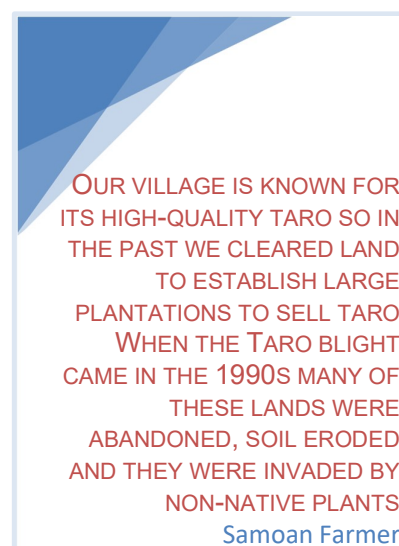 OUR VILLAGE IS KNOWN FOR
ITS HIGH-QUALITY TARO SO IN
THE PAST WE CLEARED LAND
TO ESTABLISH LARGE
PLANTATIONS TO SELL TARO
WHEN THE TARO BLIGHT
CAME IN THE 1990S MANY OF
THESE LANDS WERE
ABANDONED, SOIL ERODED
AND THEY WERE INVADED BY
NON-NATIVE PLANTS
Samoan Farmer